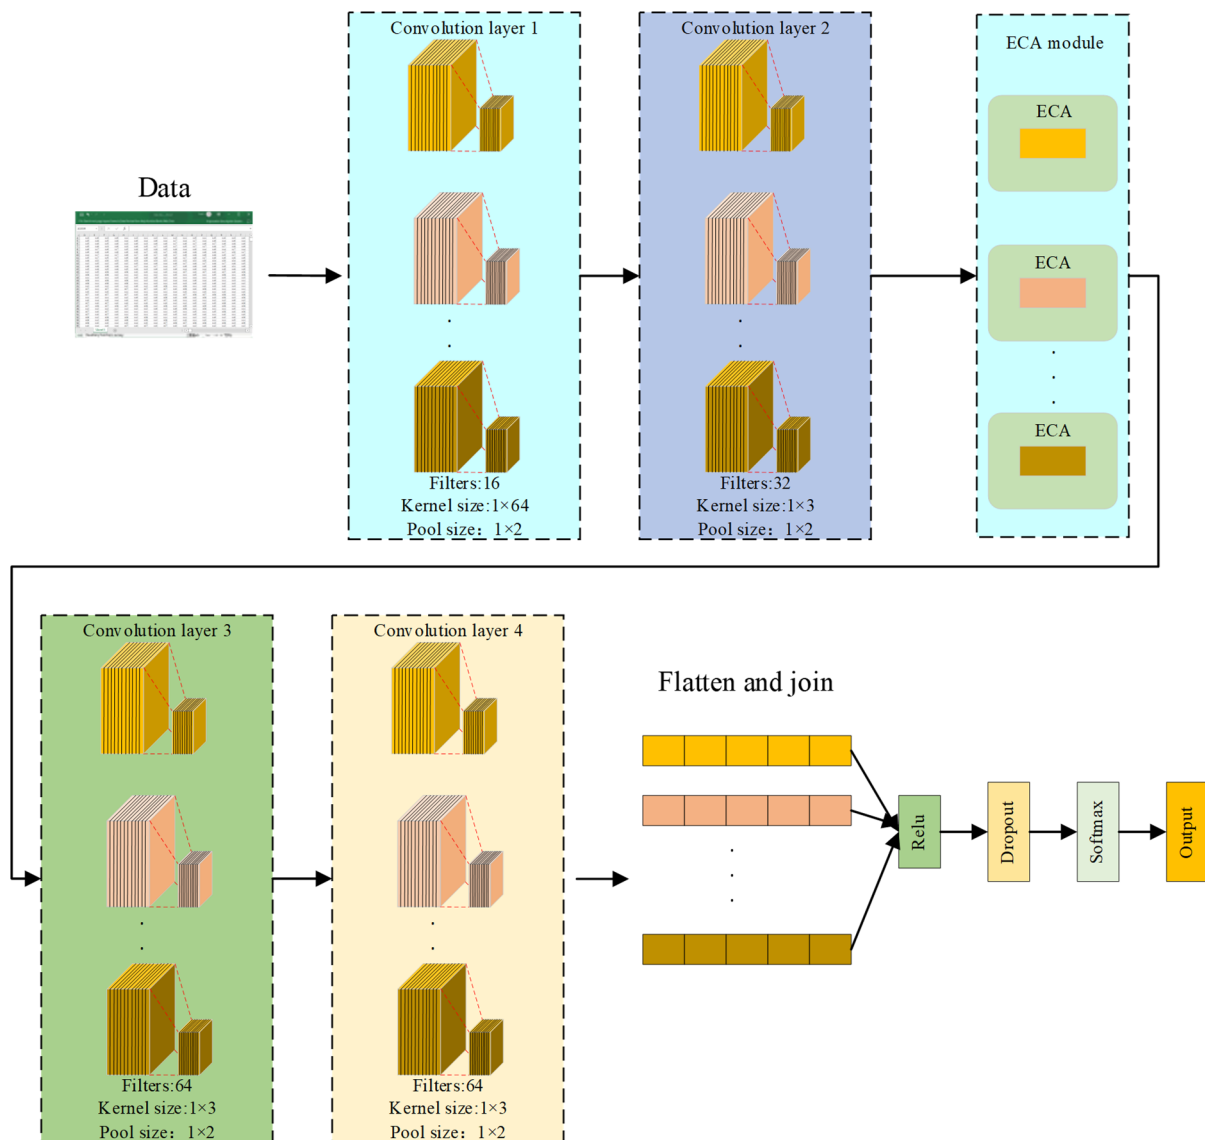 Data
Convolution layer 1
Filters:16
Kernel size:1×64
Pool size：1×2
Convolution layer 2
Filters:32
Kernel size:1×3
Pool size：1×2
ECA module
ECA
ECA
ECA
Convolution layer 3
Filters:64
Kernel size:1×3
Pool size：1×2
Convolution layer 4
Filters:64
Kernel size:1×3
Pool size：1×2
Flatten and join
Relu
Dropout
Softmax
Output